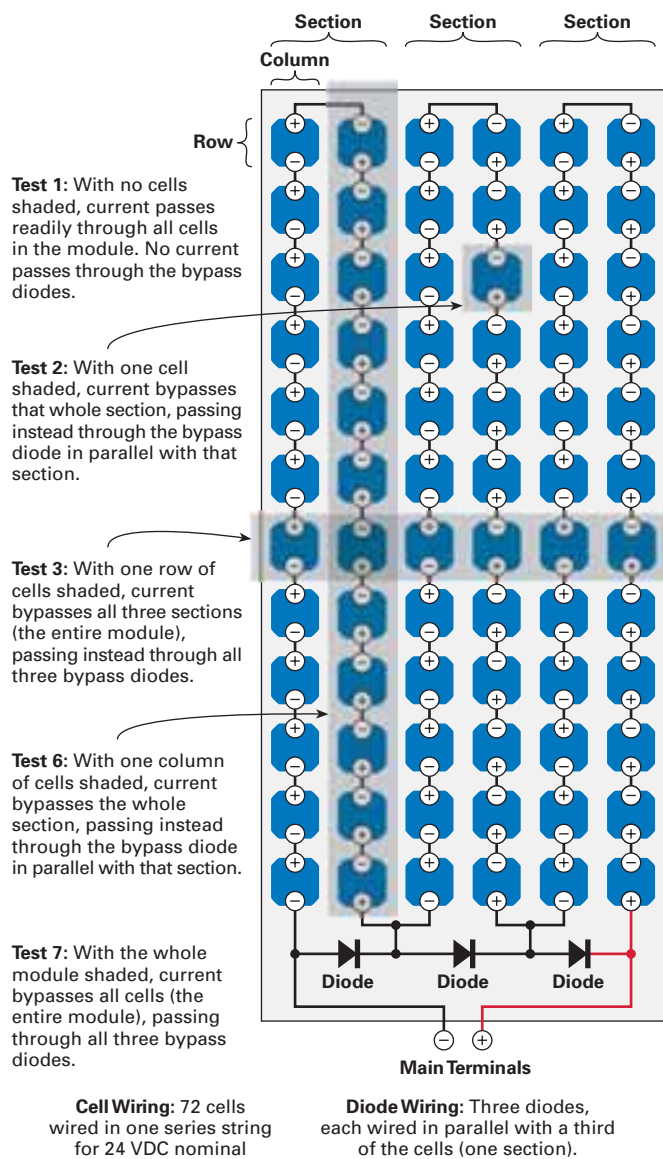 Section Section Section
Column
Row
Test 1: With no cells
shaded, current passes
readily through all cells
in the module. No current
passes through the bypass
diodes.
Test 2: With one cell
shaded, current bypasses
that whole section, passing
instead through the bypass
diode in parallel with that
section.
Test 3: With one row of
cells shaded, current
bypasses all three sections
(the entire module),
passing instead through all
three bypass diodes.
Test 6: With one column
of cells shaded, current
bypasses the whole
section, passing instead
through the bypass diode
in parallel with that section.
Test 7: With the whole
module shaded, current
bypasses all cells (the
entire module), passing
through all three bypass
diodes.
Diode Diode Diode
− +
Main Terminals
Cell Wiring: 72 cells
wired in one series string
for 24 VDC nominal
Diode Wiring: Three diodes,
each wired in parallel with a third
of the cells (one section).